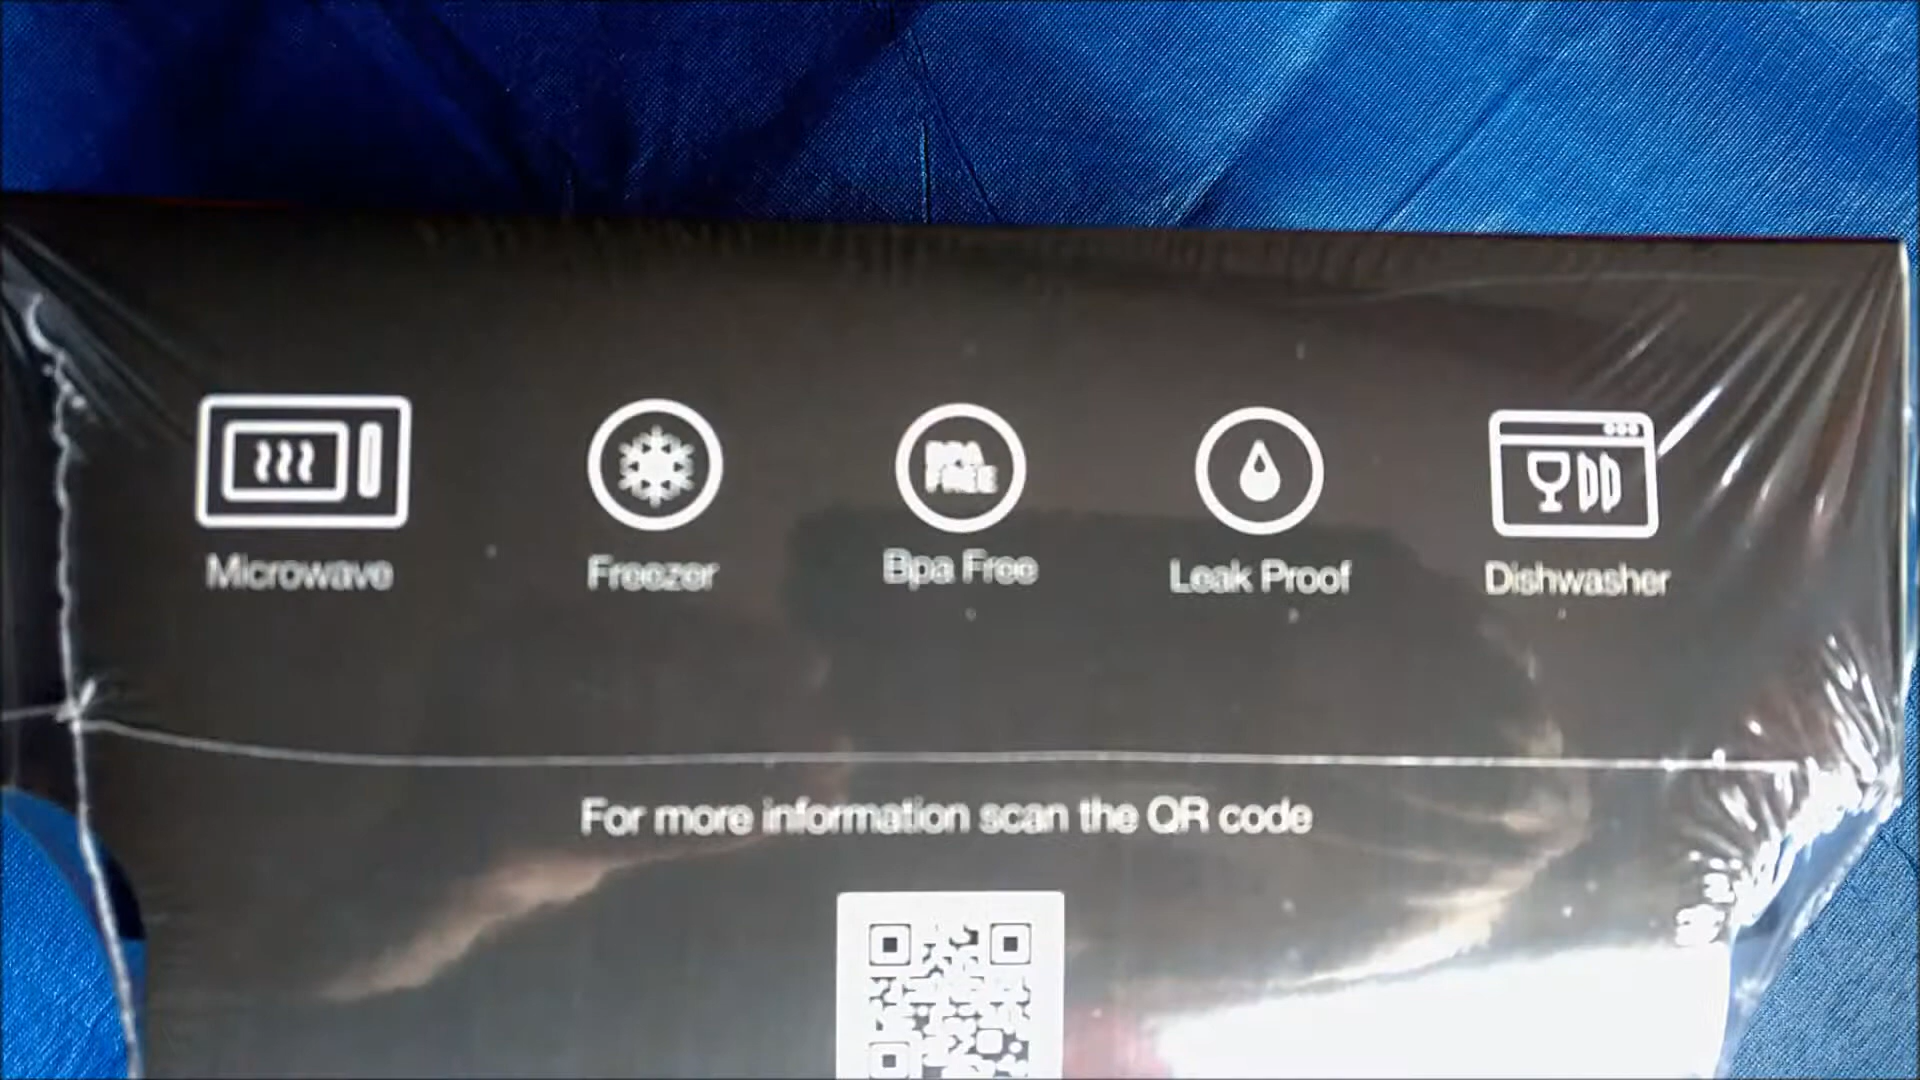 BPA
FREE
Microwave
Freezer
Bpa Free
Leak Proof
Dishwasher
For more information scan the QR code